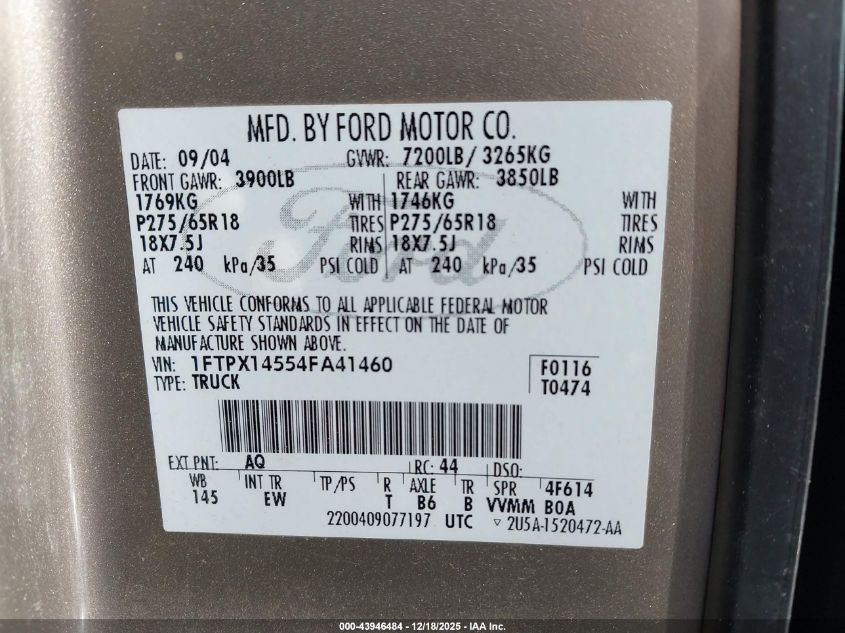 MFD. BY FORD MOTOR CO.
DATE: 09/04 GVWR: 7200LB/ 3265KG
FRONT GAWR: 3900LB REAR GAWR: 3850LB
1769KG WITH 1746KG WITH
P275/65R18 TIRES P275/65R18 TIRES
18X7.5J RIMS 18X7.5J RIMS
AT 240 kPa/35 PSI COLD AT 240 kPa/35 PSI COLD
Ford
THIS VEHICLE CONFORMS TO ALL APPLICABLE FEDERAL MOTOR
VEHICLE SAFETY STANDARDS IN EFFECT ON THE DATE OF
MANUFACTURE SHOWN ABOVE.
VIN: 1FTPX14554FA41460 F0116
TYPE: TRUCK T0474
EXT PNT: AQ RC: 44 DSO:
WB INT TR TP/PS R AXLE TR SPR 4F614
145 EW T B6 B VVMM BOA
2200409077197 UTC ▿ 2U5A-1520472-AA
000-43946484 - 12/18/2025 - IAA Inc.